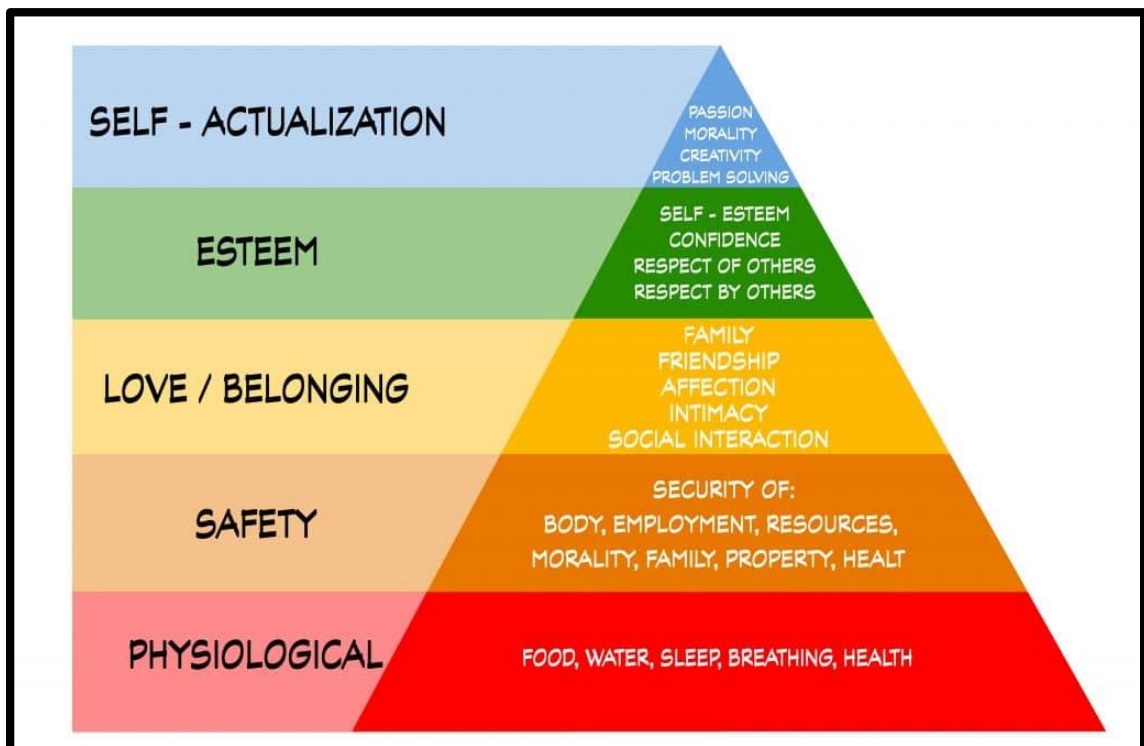 SELF - ACTUALIZATION
PASSION
MORALITY
CREATIVITY
PROBLEM SOLVING
ESTEEM
SELF - ESTEEM
CONFIDENCE
RESPECT OF OTHERS
RESPECT BY OTHERS
LOVE / BELONGING
FAMILY
FRIENDSHIP
AFFECTION
INTIMACY
SOCIAL INTERACTION
SAFETY
SECURITY OF:
BODY, EMPLOYMENT, RESOURCES,
MORALITY, FAMILY, PROPERTY, HEALT
PHYSIOLOGICAL
FOOD, WATER, SLEEP, BREATHING, HEALTH